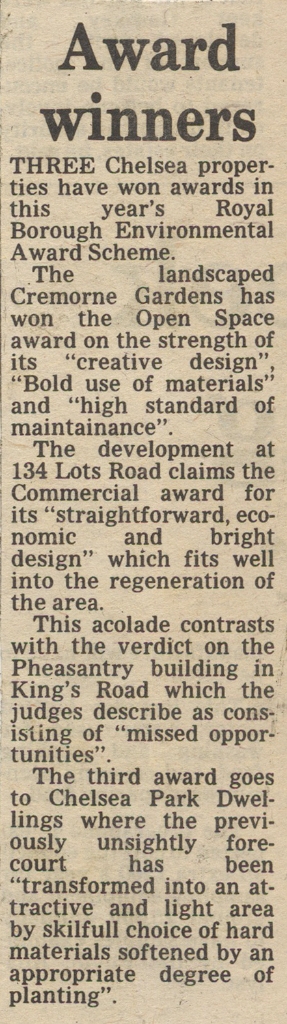 Award
winners
THREE Chelsea proper-
ties have won awards in
this year's Royal
Borough Environmental
Award Scheme.
The landscaped
Cremorne Gardens has
won the Open Space
award on the strength of
its "creative design",
"Bold use of materials"
and "high standard of
maintainance".
The development at
134 Lots Road claims the
Commercial award for
its "straightforward, eco-
nomic and bright
design" which fits well
into the regeneration of
the area.
This acolade contrasts
with the verdict on the
Pheasantry building in
King's Road which the
judges describe as cons-
isting of "missed oppor-
tunities".
The third award goes
to Chelsea Park Dwel-
lings where the previ-
ously unsightly fore-
court has been
"transformed into an at-
tractive and light area
by skilfull choice of hard
materials softened by an
appropriate degree of
planting".